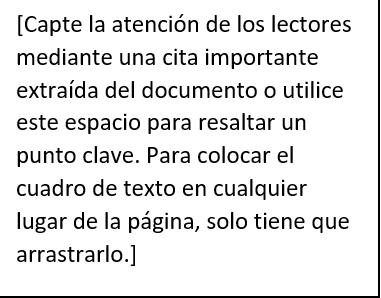 [Capte la atención de los lectores
mediante una cita importante
extraída del documento o utilice
este espacio para resaltar un
punto clave. Para colocar el
cuadro de texto en cualquier
lugar de la página, solo tiene que
arrastrarlo.]